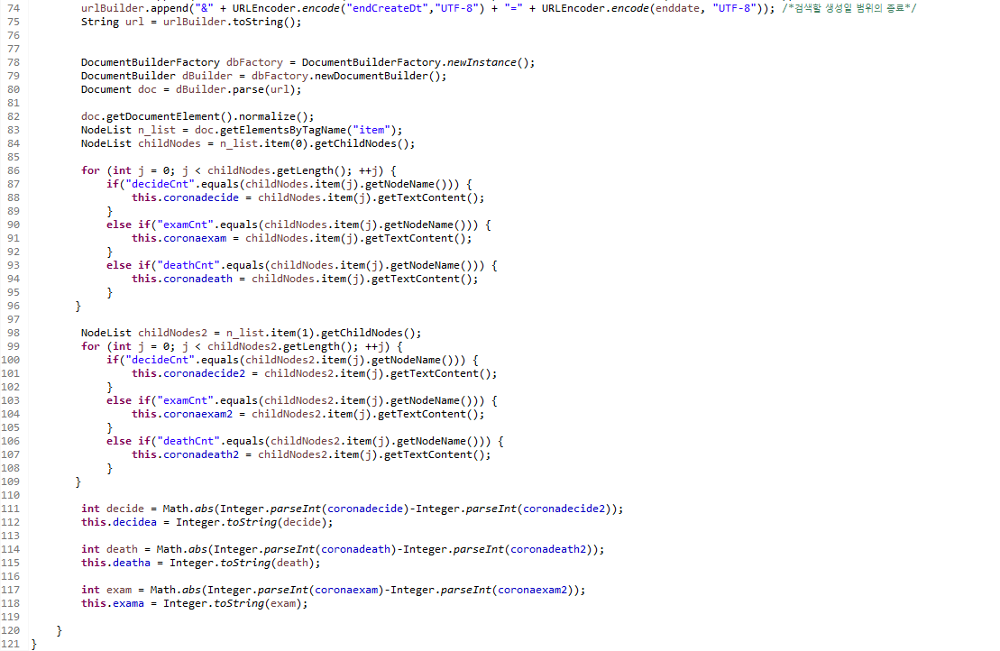 74 urlBuilder.append("&" + URLEncoder.encode("endCreateDt","UTF-8") + "=" + URLEncoder.encode(enddate, "UTF-8")); /*검색할 생성일 범위의 종료*/
75 String url = urlBuilder.toString();
76
77
78 DocumentBuilderFactory dbFactory = DocumentBuilderFactory.newInstance();
79 DocumentBuilder dBuilder = dbFactory.newDocumentBuilder();
80 Document doc = dBuilder.parse(url);
81
82 doc.getDocumentElement().normalize();
83 NodeList n_list = doc.getElementsByTagName("item");
84 NodeList childNodes = n_list.item(0).getChildNodes();
85
86 for (int j = 0; j < childNodes.getLength(); ++j) {
87 if("decideCnt".equals(childNodes.item(j).getNodeName())) {
88 this.coronadecide = childNodes.item(j).getTextContent();
89 }
90 else if("examCnt".equals(childNodes.item(j).getNodeName())) {
91 this.coronaexam = childNodes.item(j).getTextContent();
92 }
93 else if("deathCnt".equals(childNodes.item(j).getNodeName())) {
94 this.coronadeath = childNodes.item(j).getTextContent();
95 }
96 }
97
98 NodeList childNodes2 = n_list.item(1).getChildNodes();
99 for (int j = 0; j < childNodes2.getLength(); ++j) {
100 if("decideCnt".equals(childNodes2.item(j).getNodeName())) {
101 this.coronadecide2 = childNodes2.item(j).getTextContent();
102 }
103 else if("examCnt".equals(childNodes2.item(j).getNodeName())) {
104 this.coronaexam2 = childNodes2.item(j).getTextContent();
105 }
106 else if("deathCnt".equals(childNodes2.item(j).getNodeName())) {
107 this.coronadeath2 = childNodes2.item(j).getTextContent();
108 }
109 }
110
111 int decide = Math.abs(Integer.parseInt(coronadecide)-Integer.parseInt(coronadecide2));
112 this.decidea = Integer.toString(decide);
113
114 int death = Math.abs(Integer.parseInt(coronadeath)-Integer.parseInt(coronadeath2));
115 this.deatha = Integer.toString(death);
116
117 int exam = Math.abs(Integer.parseInt(coronaexam)-Integer.parseInt(coronaexam2));
118 this.exama = Integer.toString(exam);
119
120 }
121 }